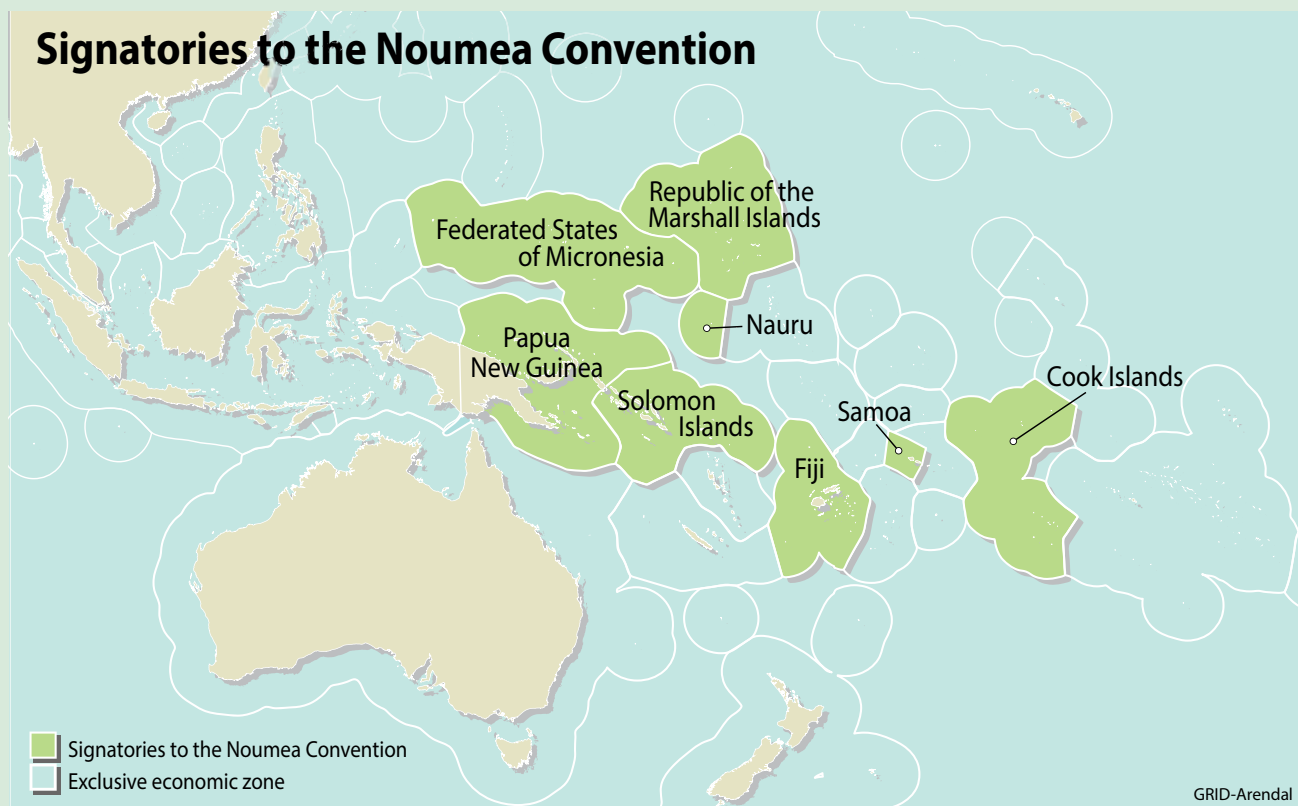 Signatories to the Noumea Convention
Republic of the
Marshall Islands
Federated States
of Micronesia
Nauru
Papua
New Guinea
Cook Islands
Solomon
Islands
Samoa
Fiji
Signatories to the Noumea Convention
Exclusive economic zone
GRID-Arendal